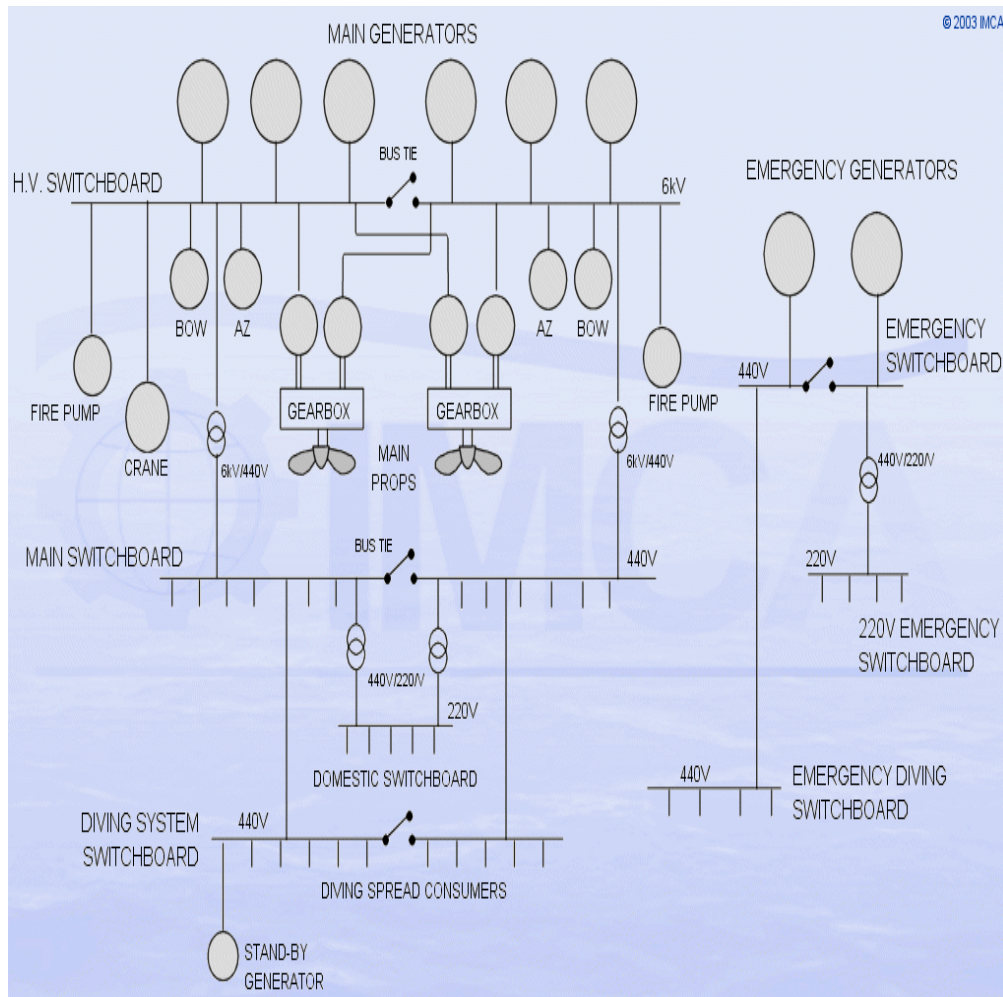 © 2003 IMCA
MAIN GENERATORS
BUS TIE
H.V. SWITCHBOARD
6kV
EMERGENCY GENERATORS
BOW
AZ
AZ
BOW
EMERGENCY
SWITCHBOARD
440V
FIRE PUMP
GEARBOX
GEARBOX
FIRE PUMP
CRANE
6kV/440V
MAIN
PROPS
6kV/440V
440V/220/V
IMCA
MAIN SWITCHBOARD
BUS TIE
440V
220V
220V EMERGENCY
SWITCHBOARD
440V/220/V
220V
DOMESTIC SWITCHBOARD
440V
EMERGENCY DIVING
SWITCHBOARD
DIVING SYSTEM
SWITCHBOARD
440V
DIVING SPREAD CONSUMERS
STAND-BY
GENERATOR